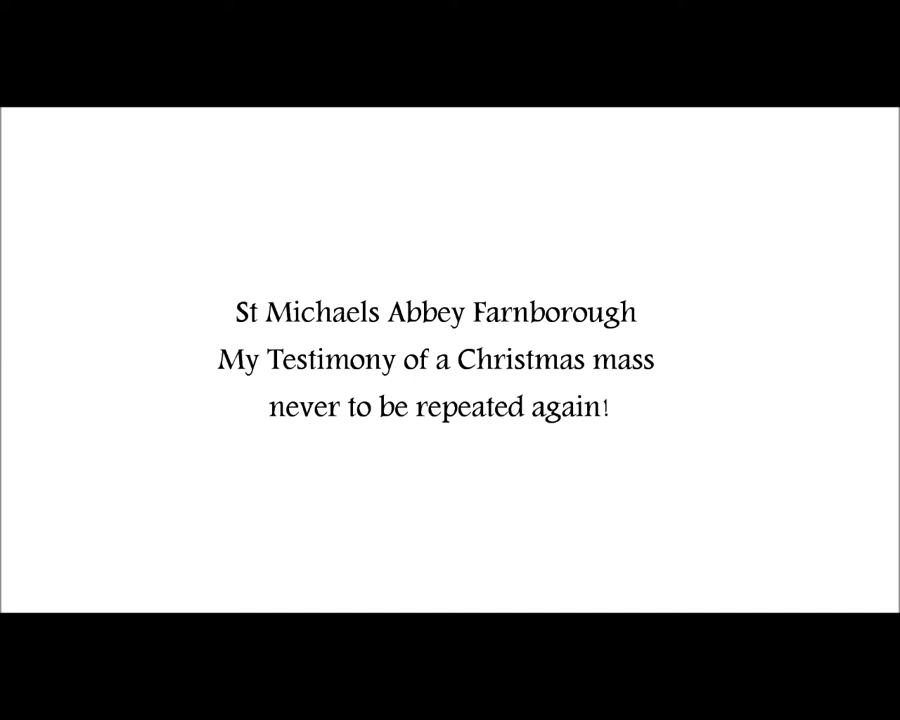 St Michaels Abbey Farnborough
My Testimony of a Christmas mass
never to be repeated again!